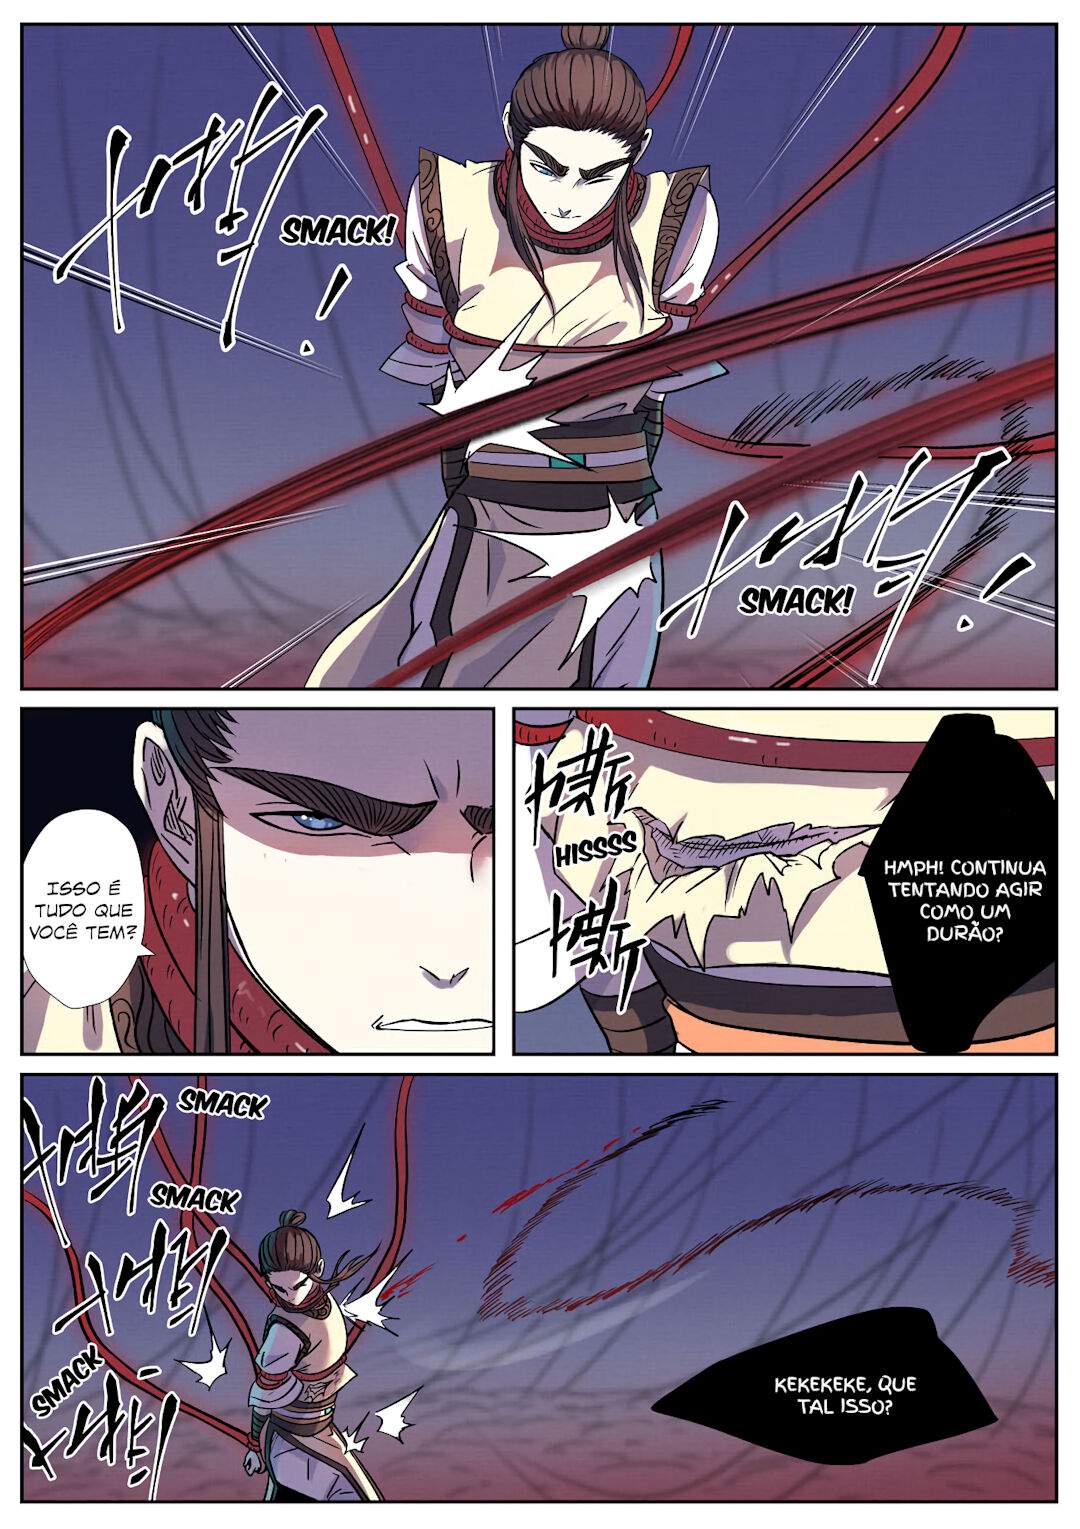 SMACK!
SMACK!
ISSO É
TUDO QUE
VOCÊ TEM?
HISSSS
HMPH! CONTINUA
TENTANDO AGIR
COMO UM
DURÃO?
SMACK
SMACK
SMACK
KEKEKEKE, QUE
TAL ISSO?